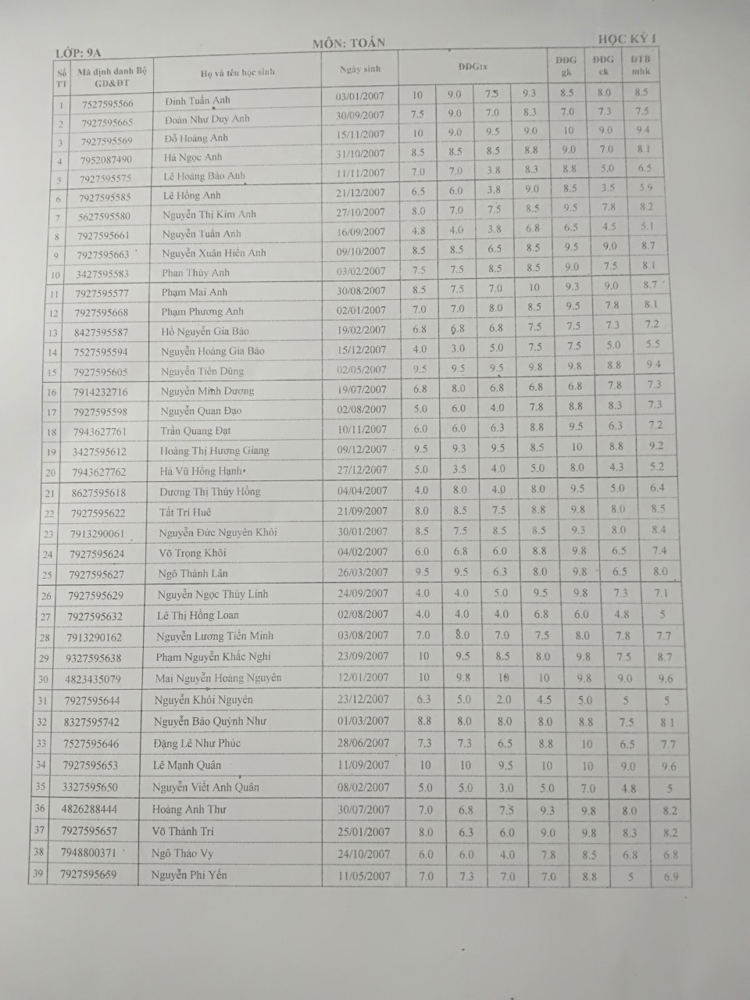 LỚP: 9A MÔN: TOÁN HỌC KỲ I
Số TT Mã định danh Bộ GD&ĐT Họ và tên học sinh Ngày sinh ĐĐGtx ĐĐG gk ĐĐG ck ĐTB mhk
1 7527595566 Đinh Tuấn Anh 03/01/2007 10 9.0 7.5 9.3 8.5 8.0 8.5
2 7927595665 Đoàn Như Duy Anh 30/09/2007 7.5 9.0 7.0 8.3 7.0 7.3 7.5
3 7927595569 Đỗ Hoàng Anh 15/11/2007 10 9.0 9.5 9.0 10 9.0 9.4
4 7952087490 Hà Ngọc Anh 31/10/2007 8.5 8.5 8.5 8.8 9.0 7.0 8.1
5 7927595575 Lê Hoàng Bảo Anh 11/11/2007 7.0 7.0 3.8 8.3 8.8 5.0 6.5
6 7927595585 Lê Hồng Anh 21/12/2007 6.5 6.0 3.8 9.0 8.5 3.5 5.9
7 5627595580 Nguyễn Thị Kim Anh 27/10/2007 8.0 7.0 7.5 8.5 9.5 7.8 8.2
8 7927595661 Nguyễn Tuấn Anh 16/09/2007 4.8 4.0 3.8 6.8 6.5 4.5 5.1
9 7927595663 Nguyễn Xuân Hiền Anh 09/10/2007 8.5 8.5 6.5 8.5 9.5 9.0 8.7
10 3427595583 Phan Thùy Anh 03/02/2007 7.5 7.5 8.5 8.5 9.0 7.5 8.1
11 7927595577 Phạm Mai Anh 30/08/2007 8.5 7.5 7.0 10 9.3 9.0 8.7
12 7927595668 Phạm Phương Anh 02/01/2007 7.0 7.0 8.0 8.5 9.5 7.8 8.1
13 8427595587 Hồ Nguyễn Gia Bảo 19/02/2007 6.8 6.8 6.8 7.5 7.5 7.3 7.2
14 7527595594 Nguyễn Hoàng Gia Bảo 15/12/2007 4.0 3.0 5.0 7.5 7.5 5.0 5.5
15 7927595605 Nguyễn Tiến Dũng 02/05/2007 9.5 9.5 9.5 9.8 9.8 8.8 9.4
16 7914232716 Nguyễn Minh Dương 19/07/2007 6.8 8.0 6.8 6.8 6.8 7.8 7.3
17 7927595598 Nguyễn Quan Đạo 02/08/2007 5.0 6.0 4.0 7.8 8.8 8.3 7.3
18 7943627761 Trần Quang Đạt 10/11/2007 6.0 6.0 6.3 8.8 9.5 6.3 7.2
19 3427595612 Hoàng Thị Hương Giang 09/12/2007 9.5 9.3 9.5 8.5 10 8.8 9.2
20 7943627762 Hà Vũ Hồng Hạnh 27/12/2007 5.0 3.5 4.0 5.0 8.0 4.3 5.2
21 8627595618 Dương Thị Thúy Hồng 04/04/2007 4.0 8.0 4.0 8.0 9.5 5.0 6.4
22 7927595622 Tất Trí Huê 21/09/2007 8.0 8.5 7.5 8.8 9.8 8.0 8.5
23 7913290061 Nguyễn Đức Nguyên Khôi 30/01/2007 8.5 7.5 8.5 8.5 9.3 8.0 8.4
24 7927595624 Võ Trọng Khôi 04/02/2007 6.0 6.8 6.0 8.8 9.8 6.5 7.4
25 7927595627 Ngô Thành Lân 26/03/2007 9.5 9.5 6.3 8.0 9.8 6.5 8.0
26 7927595629 Nguyễn Ngọc Thùy Linh 24/09/2007 4.0 4.0 5.0 9.5 9.8 7.3 7.1
27 7927595632 Lê Thị Hồng Loan 02/08/2007 4.0 4.0 4.0 6.8 6.0 4.8 5
28 7913290162 Nguyễn Lương Tiến Minh 03/08/2007 7.0 8.0 7.0 7.5 8.0 7.8 7.7
29 9327595638 Phạm Nguyễn Khắc Nghi 23/09/2007 10 9.5 8.5 8.0 9.8 7.5 8.7
30 4823435079 Mai Nguyễn Hoàng Nguyên 12/01/2007 10 9.8 10 10 9.8 9.0 9.6
31 7927595644 Nguyễn Khôi Nguyên 23/12/2007 6.3 5.0 2.0 4.5 5.0 5 5
32 8327595742 Nguyễn Bảo Quỳnh Như 01/03/2007 8.8 8.0 8.0 8.0 8.8 7.5 8.1
33 7527595646 Đặng Lê Như Phúc 28/06/2007 7.3 7.3 6.5 8.8 10 6.5 7.7
34 7927595653 Lê Mạnh Quân 11/09/2007 10 10 9.5 10 10 9.0 9.6
35 3327595650 Nguyễn Viết Anh Quân 08/02/2007 5.0 5.0 3.0 5.0 7.0 4.8 5
36 4826288444 Hoàng Anh Thư 30/07/2007 7.0 6.8 7.5 9.3 9.8 8.0 8.2
37 7927595657 Võ Thành Trí 25/01/2007 8.0 6.3 6.0 9.0 9.8 8.3 8.2
38 7948800371 Ngô Thảo Vy 24/10/2007 6.0 6.0 4.0 7.8 8.5 6.8 6.8
39 7927595659 Nguyễn Phi Yến 11/05/2007 7.0 7.3 7.0 7.0 8.8 5 6.9